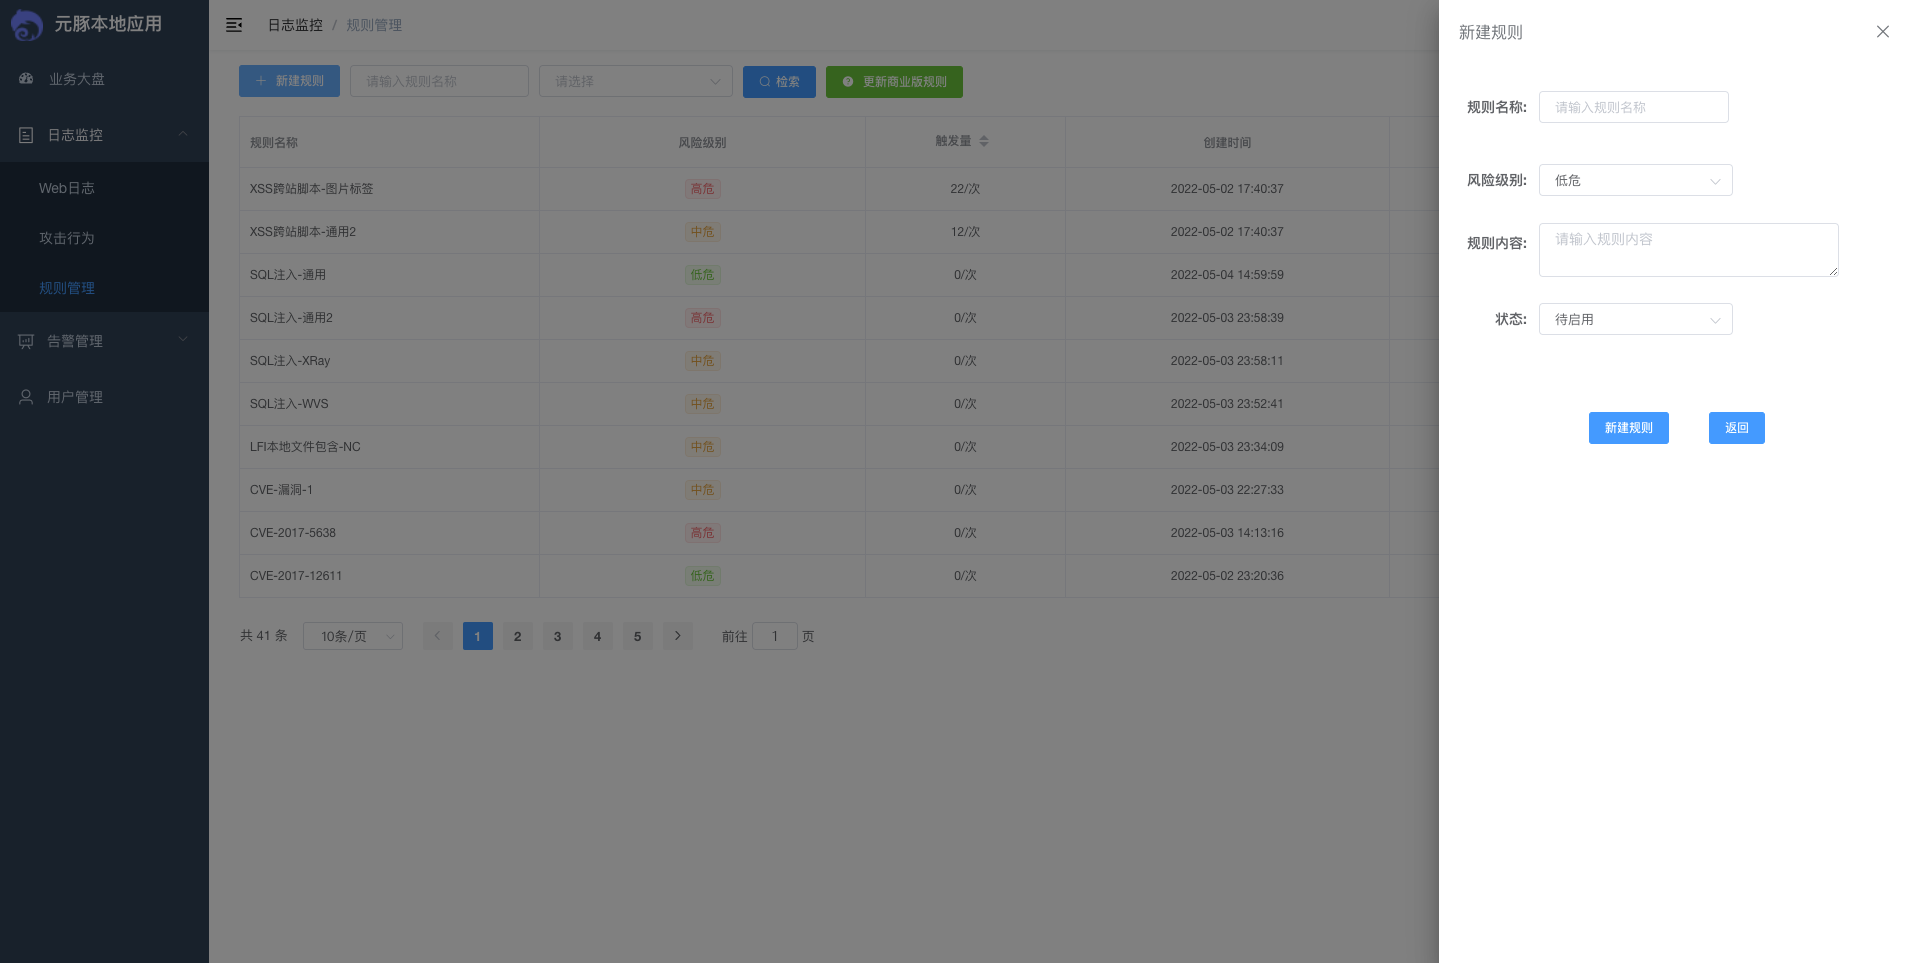 元豚本地应用
业务大盘
日志监控
Web日志
攻击行为
规则管理
告警管理
用户管理
日志监控 / 规则管理
新建规则 请输入规则名称 请选择 检索 更新商业版规则
规则名称 风险级别 触发量 创建时间
XSS跨站脚本-图片标签 高危 22/次 2022-05-02 17:40:37
XSS跨站脚本-通用2 中危 12/次 2022-05-02 17:40:37
SQL注入-通用 低危 0/次 2022-05-04 14:59:59
SQL注入-通用2 高危 0/次 2022-05-03 23:58:39
SQL注入-XRay 中危 0/次 2022-05-03 23:58:11
SQL注入-WVS 中危 0/次 2022-05-03 23:52:41
LFI本地文件包含-NC 中危 0/次 2022-05-03 23:34:09
CVE-漏洞-1 中危 0/次 2022-05-03 22:27:33
CVE-2017-5638 高危 0/次 2022-05-03 14:13:16
CVE-2017-12611 低危 0/次 2022-05-02 23:20:36
共 41 条 10条/页 1 2 3 4 5 前往 1 页
新建规则
规则名称: 请输入规则名称
风险级别: 低危
规则内容: 请输入规则内容
状态: 待启用
新建规则 返回